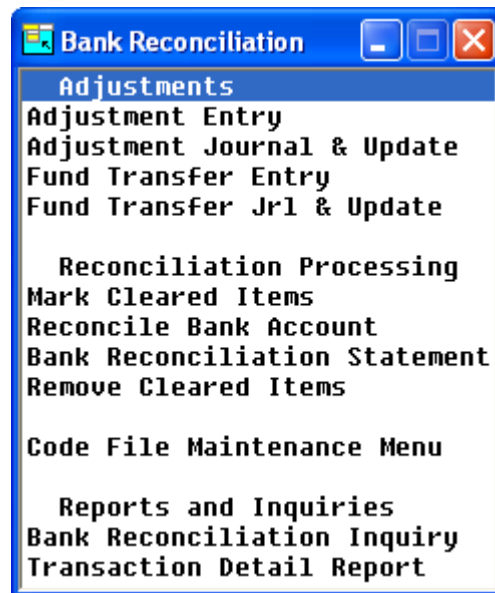 Bank Reconciliation
Adjustments
Adjustment Entry
Adjustment Journal & Update
Fund Transfer Entry
Fund Transfer Jrl & Update
Reconciliation Processing
Mark Cleared Items
Reconcile Bank Account
Bank Reconciliation Statement
Remove Cleared Items
Code File Maintenance Menu
Reports and Inquiries
Bank Reconciliation Inquiry
Transaction Detail Report